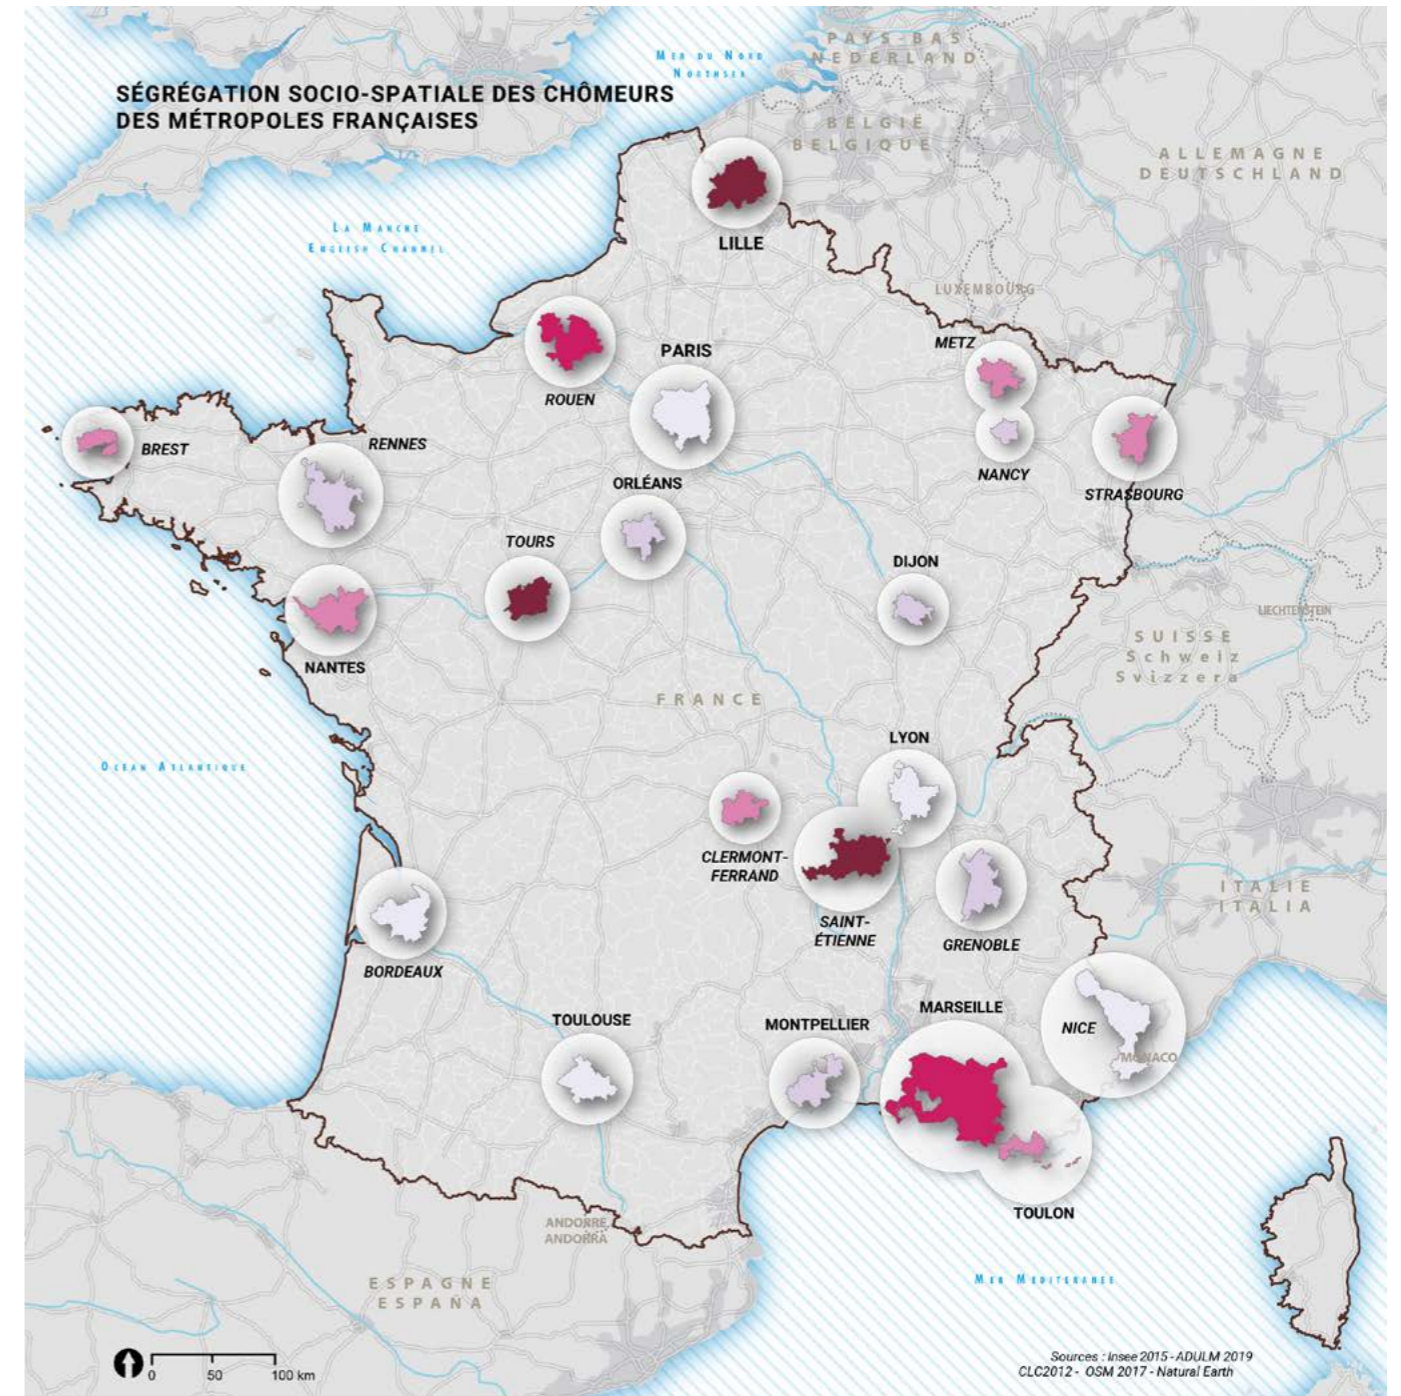 MER DU NORD
NORTHSEE
PAYS-BAS
NEDERLAND
SÉGRÉGATION SOCIO-SPATIALE DES CHÔMEURS
DES MÉTROPOLES FRANÇAISES
BELGIË
BELGIQUE
ALLEMAGNE
DEUTSCHLAND
LA MANCHE
ENGLISH CHANNEL
LILLE
LUXEMBOURG
METZ
PARIS
ROUEN
BREST
RENNES
NANCY
STRASBOURG
ORLÉANS
TOURS
DIJON
LIECHTENSTEIN
SUISSE
Schweiz
Svizzera
NANTES
FRANCE
LYON
OCÉAN ATLANTIQUE
CLERMONT-
FERRAND
SAINT-
ÉTIENNE
GRENOBLE
ITALIE
ITALIA
BORDEAUX
MARSEILLE
TOULOUSE
MONTPELLIER
NICE
MONACO
TOULON
ANDORRE
ANDORRA
ESPAGNE
ESPAÑA
MER MÉDITERANÉE
0 50 100 km
Sources : Insee 2015 - ADULM 2019
CLC2012 - OSM 2017 - Natural Earth